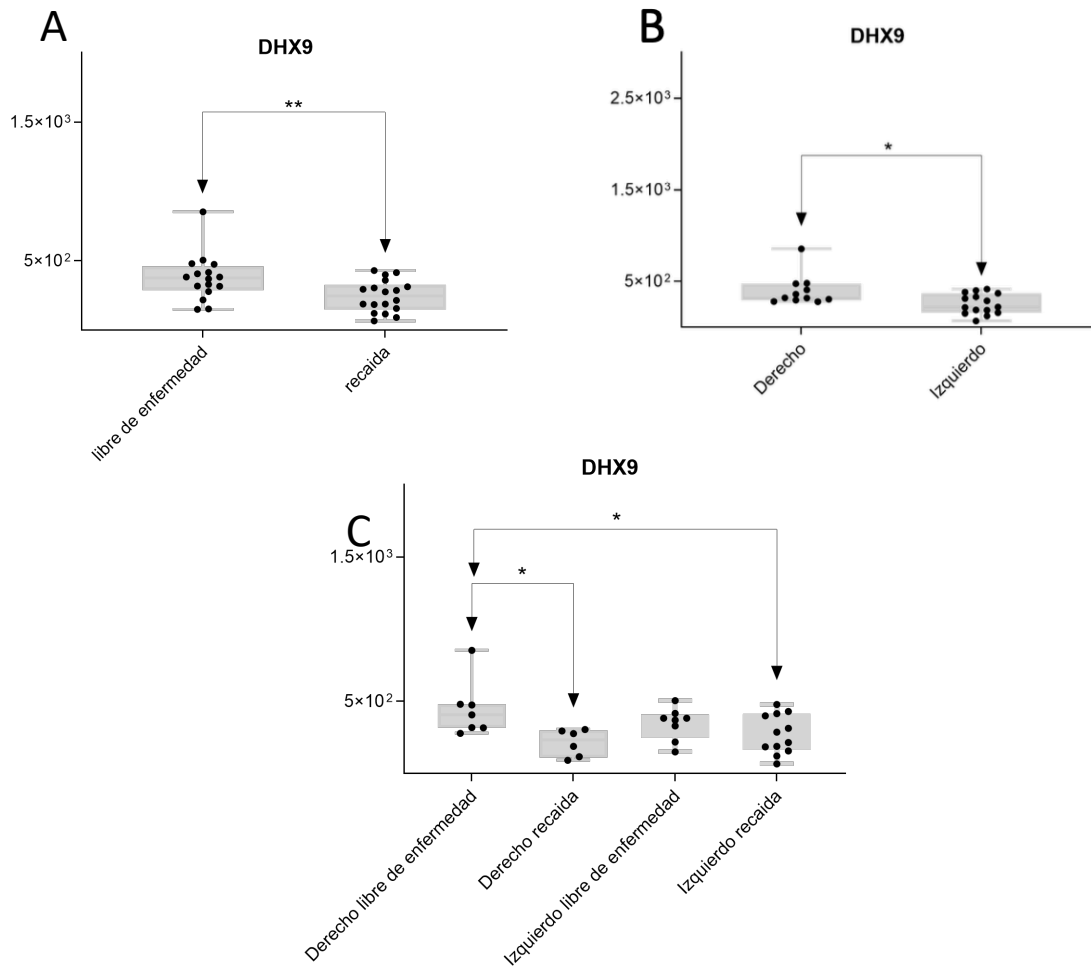 A
DHX9
**
1.5×10³
5×10²
libre de enfermedad
recaida
B
DHX9
2.5×10³
*
1.5×10³
5×10²
Derecho
Izquierdo
DHX9
C
*
1.5×10³
*
5×10²
Derecho libre de enfermedad
Derecho recaida
Izquierdo libre de enfermedad
Izquierdo recaida